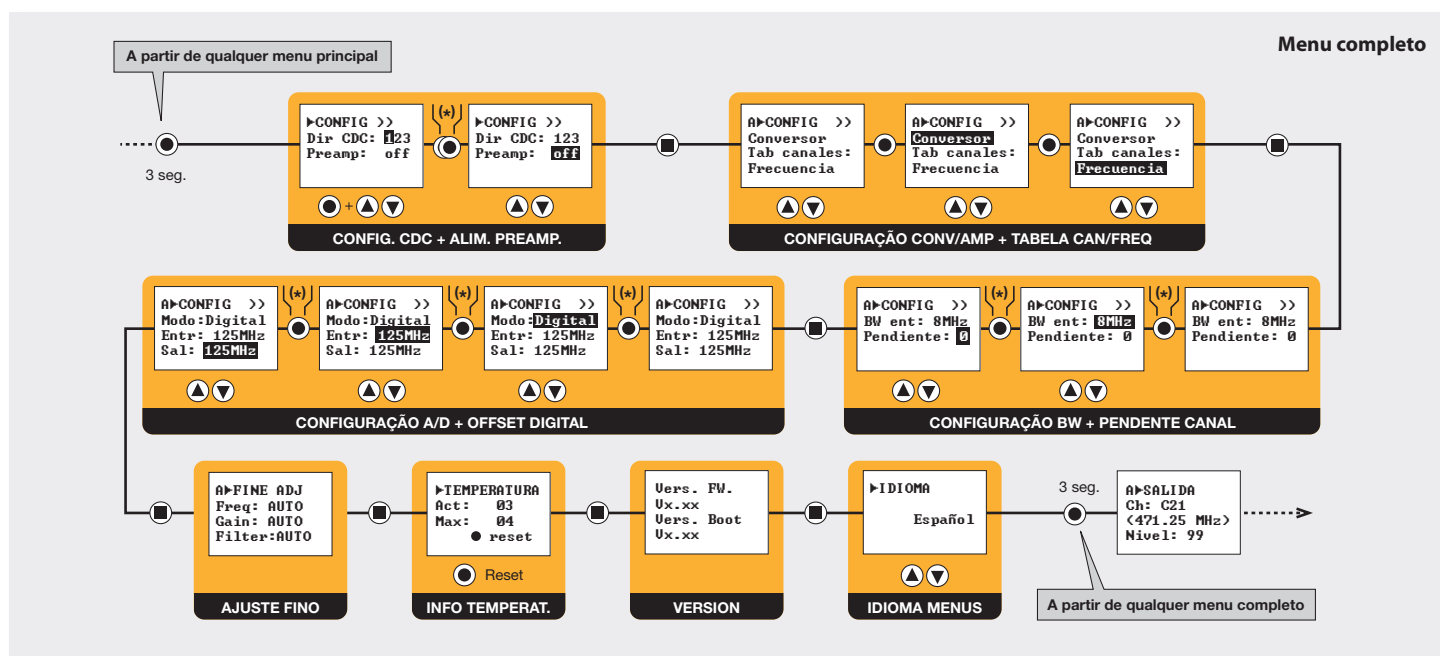 Menu completo
A partir de qualquer menu principal
3 seg.
▶CONFIG >>
Dir CDC: 123
Preamp: off
(*)
▶CONFIG >>
Dir CDC: 123
Preamp: off
+
CONFIG. CDC + ALIM. PREAMP.
A▶CONFIG >>
Conversor
Tab canales:
Frecuencia
A▶CONFIG >>
Conversor
Tab canales:
Frecuencia
A▶CONFIG >>
Conversor
Tab canales:
Frecuencia
CONFIGURAÇÃO CONV/AMP + TABELA CAN/FREQ
A▶CONFIG >>
Modo:Digital
Entr: 125MHz
Sal: 125MHz
(*)
A▶CONFIG >>
Modo:Digital
Entr: 125MHz
Sal: 125MHz
(*)
A▶CONFIG >>
Modo:Digital
Entr: 125MHz
Sal: 125MHz
(*)
A▶CONFIG >>
Modo:Digital
Entr: 125MHz
Sal: 125MHz
CONFIGURAÇÃO A/D + OFFSET DIGITAL
A▶CONFIG >>
BW ent: 8MHz
Pendiente: 0
(*)
A▶CONFIG >>
BW ent: 8MHz
Pendiente: 0
(*)
A▶CONFIG >>
BW ent: 8MHz
Pendiente: 0
CONFIGURAÇÃO BW + PENDENTE CANAL
A▶FINE ADJ
Freq: AUTO
Gain: AUTO
Filter:AUTO
AJUSTE FINO
▶TEMPERATURA
Act: 03
Max: 04
● reset
Reset
INFO TEMPERAT.
Vers. FW.
Vx.xx
Vers. Boot
Vx.xx
VERSION
▶IDIOMA
Español
IDIOMA MENUS
3 seg.
A▶SALIDA
Ch: C21
(471.25 MHz)
Nivel: 99
A partir de qualquer menu completo